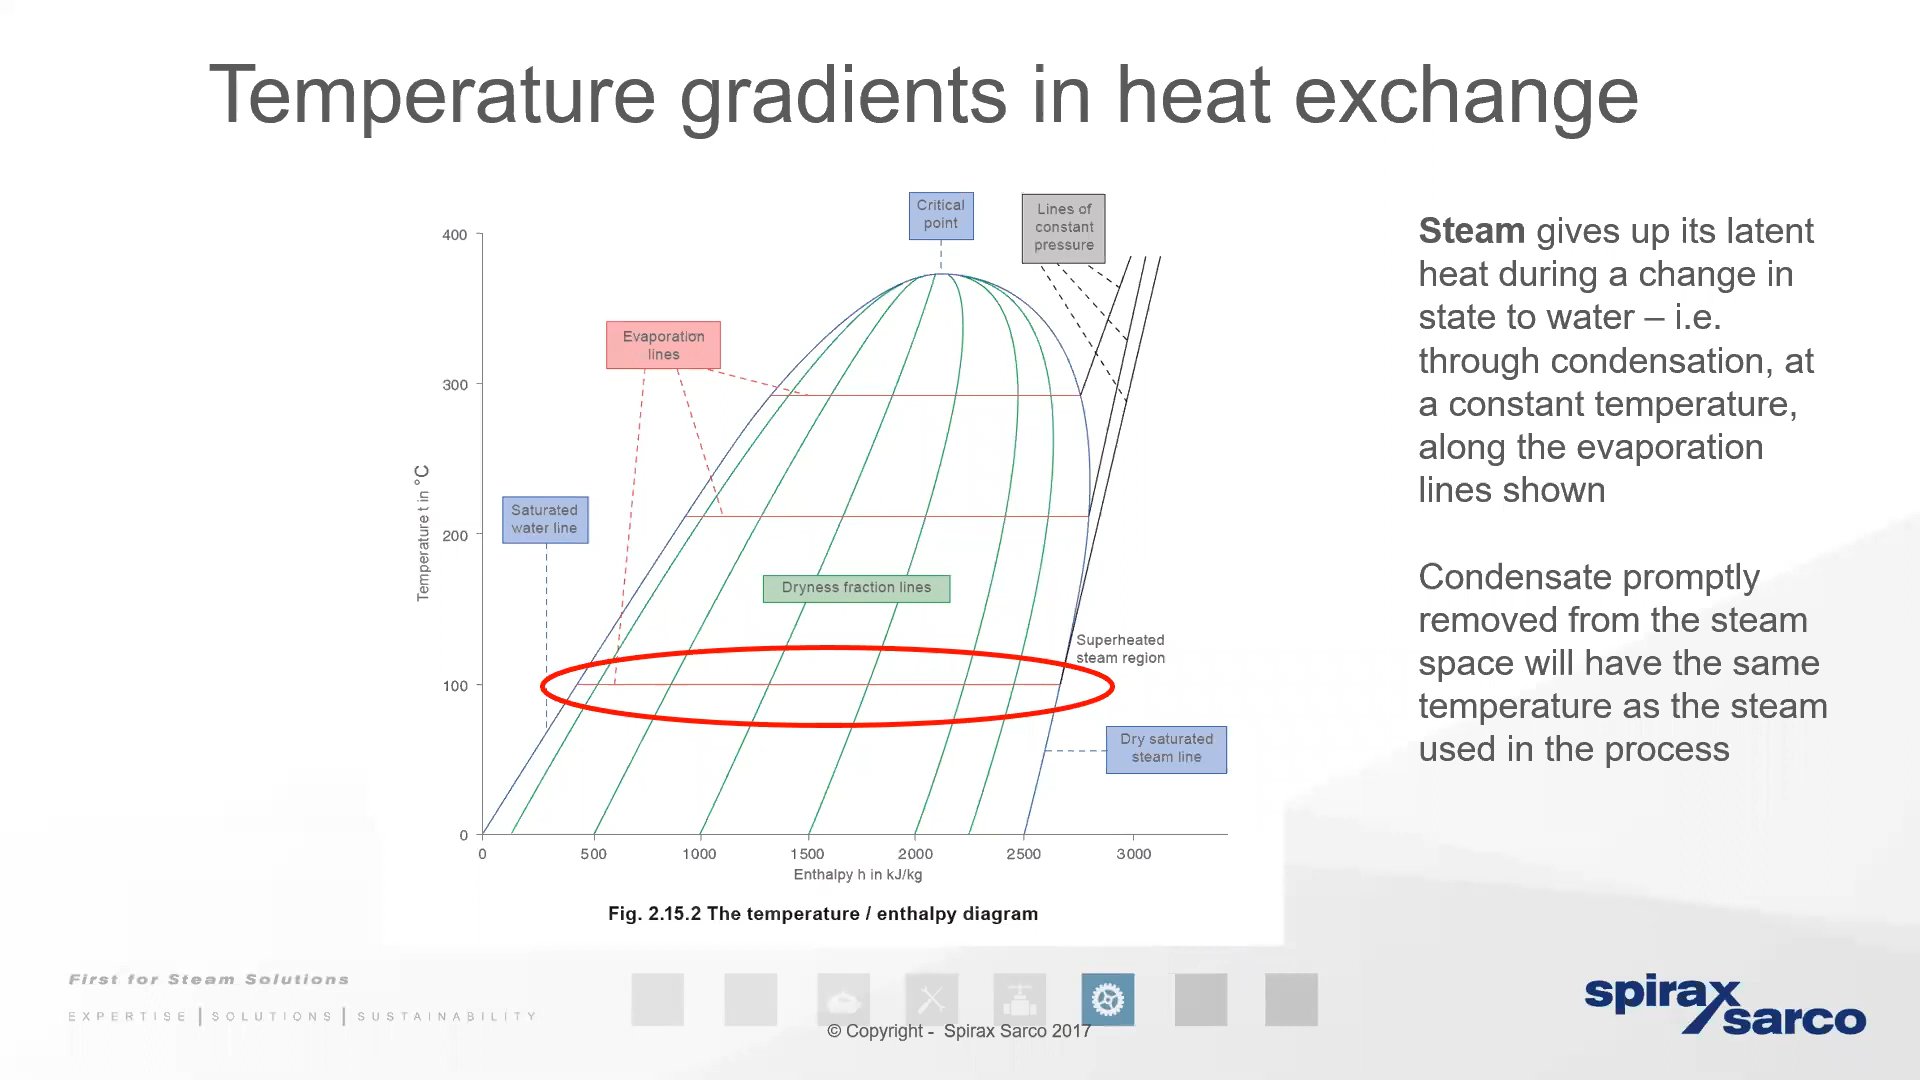 Temperature gradients in heat exchange
Critical
point
Lines of
constant
pressure
400
Evaporation
lines
300
Temperature t in °C
Saturated
water line
200
Dryness fraction lines
Superheated
steam region
100
Dry saturated
steam line
0
0 500 1000 1500 2000 2500 3000
Enthalpy h in kJ/kg
Fig. 2.15.2 The temperature / enthalpy diagram
Steam gives up its latent
heat during a change in
state to water – i.e.
through condensation, at
a constant temperature,
along the evaporation
lines shown
Condensate promptly
removed from the steam
space will have the same
temperature as the steam
used in the process
First for Steam Solutions
EXPERTISE | SOLUTIONS | SUSTAINABILITY
© Copyright - Spirax Sarco 2017
spirax
sarco